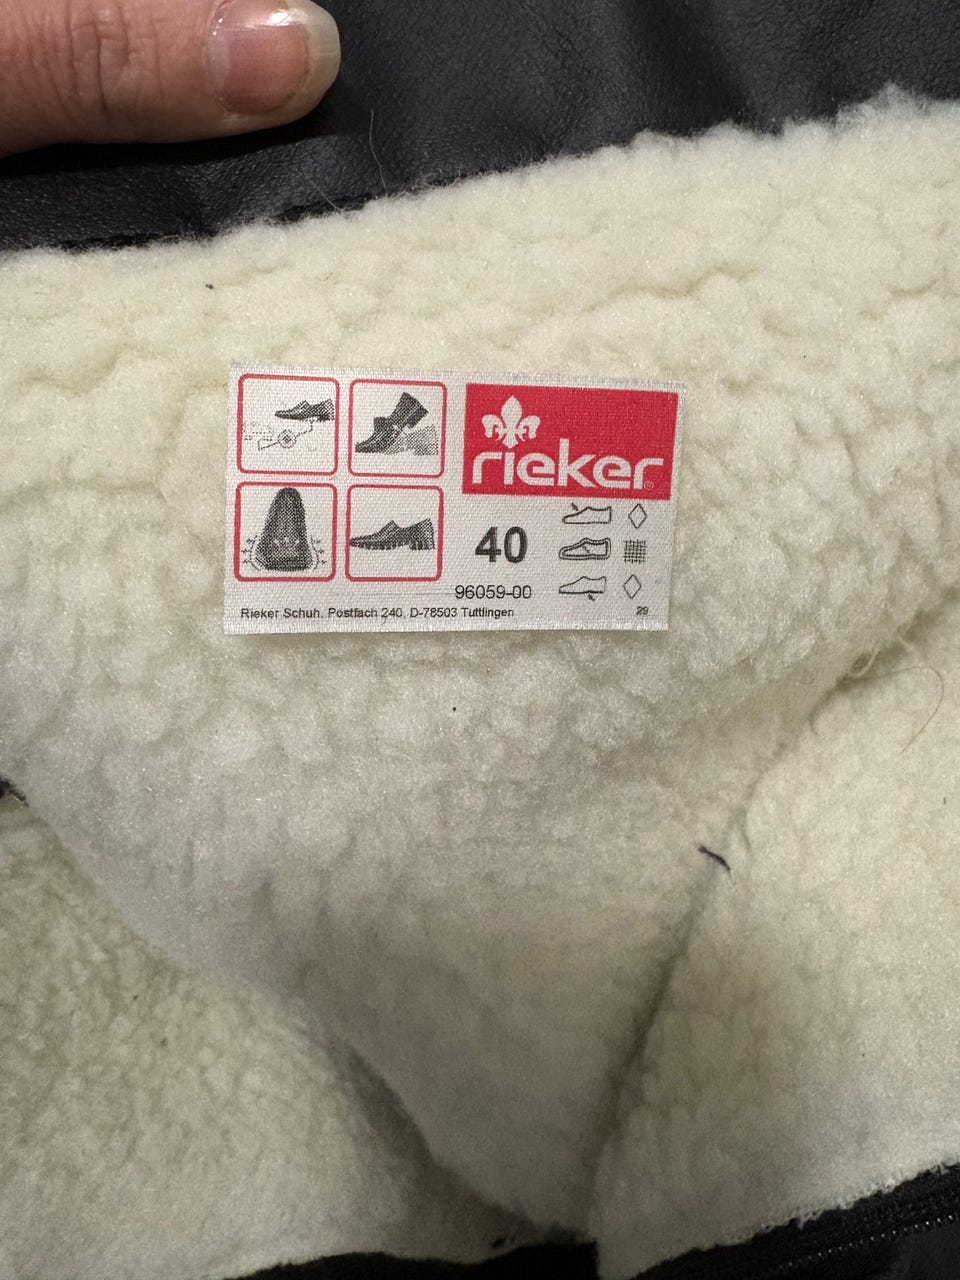 rieker®
40
96059-00
Rieker Schuh, Postfach 240, D-78503 Tuttlingen
29